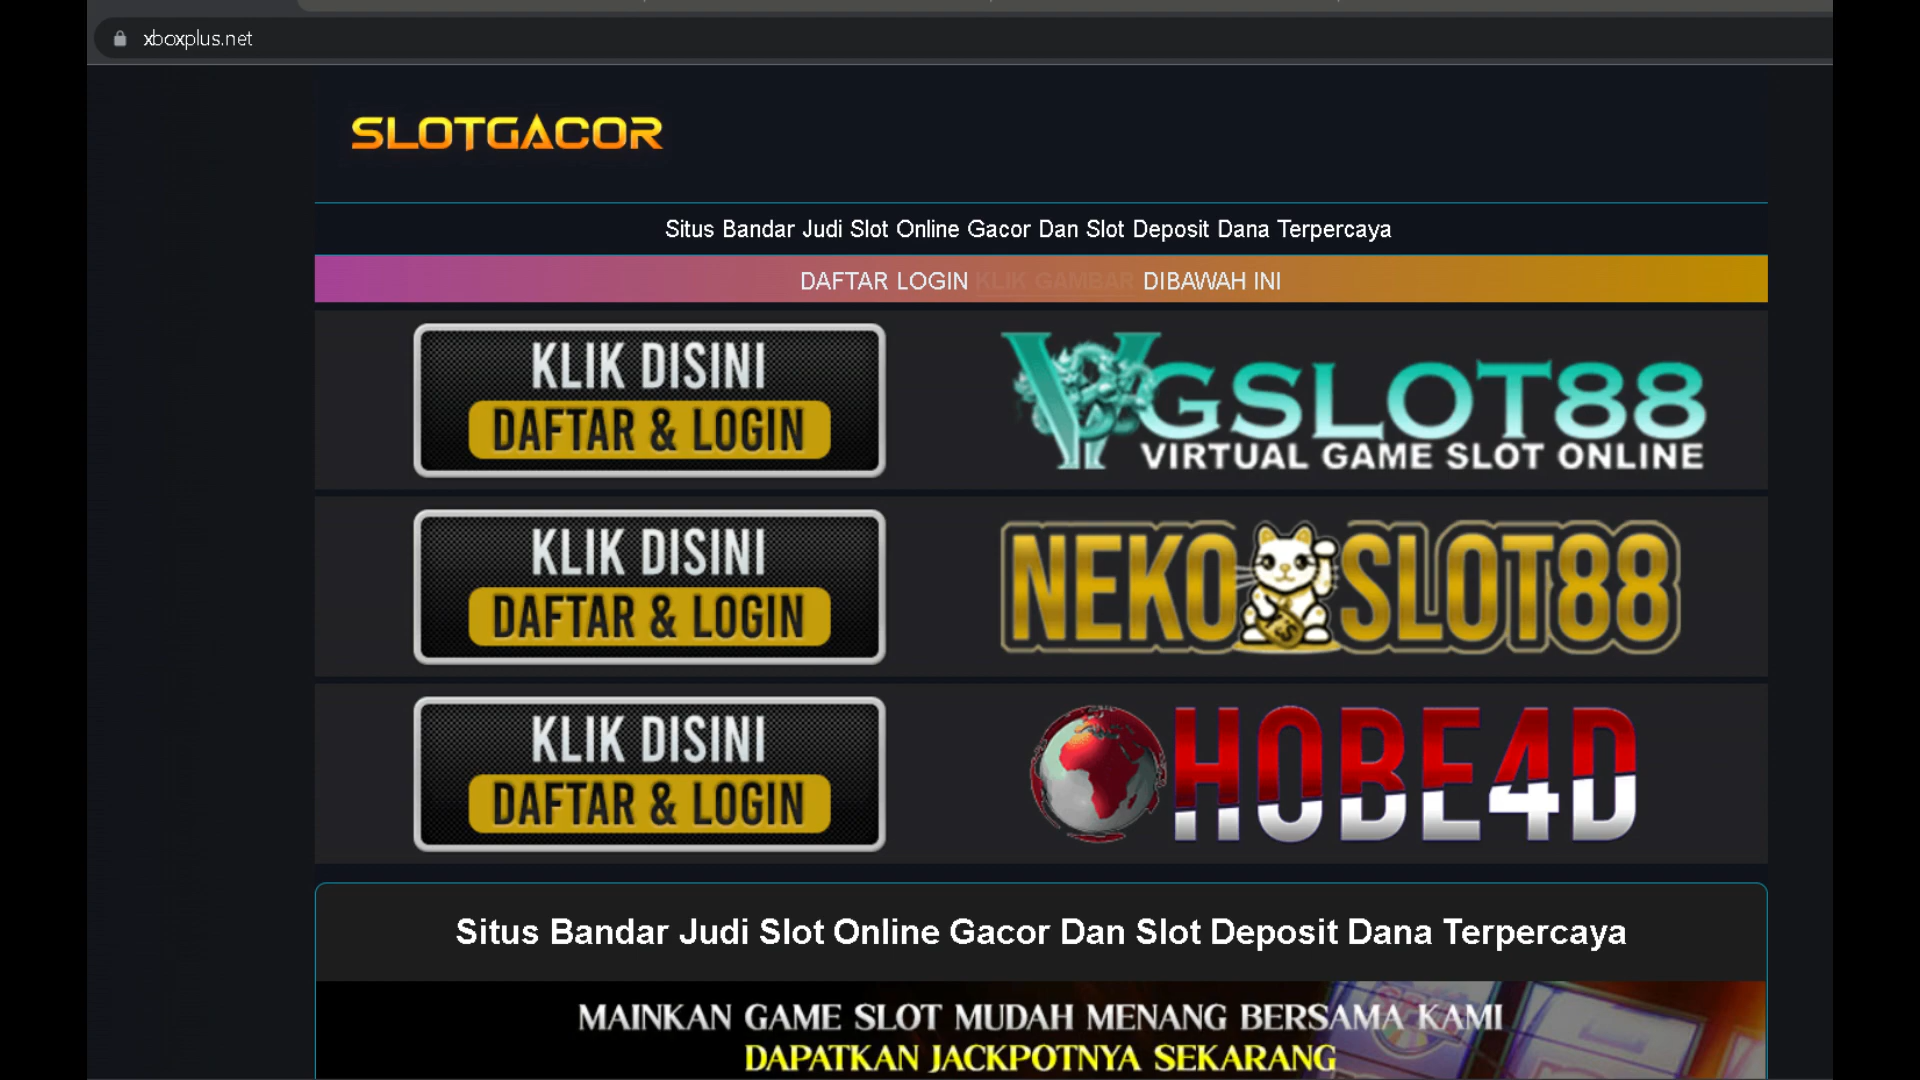 xboxplus.net
SLOTGACOR
Situs Bandar Judi Slot Online Gacor Dan Slot Deposit Dana Terpercaya
DAFTAR LOGIN KLIK GAMBAR DIBAWAH INI
KLIK DISINI
DAFTAR & LOGIN
VGSLOT88
VIRTUAL GAME SLOT ONLINE
KLIK DISINI
DAFTAR & LOGIN
NEKOSLOT88
KLIK DISINI
DAFTAR & LOGIN
HOBE4D
Situs Bandar Judi Slot Online Gacor Dan Slot Deposit Dana Terpercaya
MAINKAN GAME SLOT MUDAH MENANG BERSAMA KAMI
DAPATKAN JACKPOTNYA SEKARANG